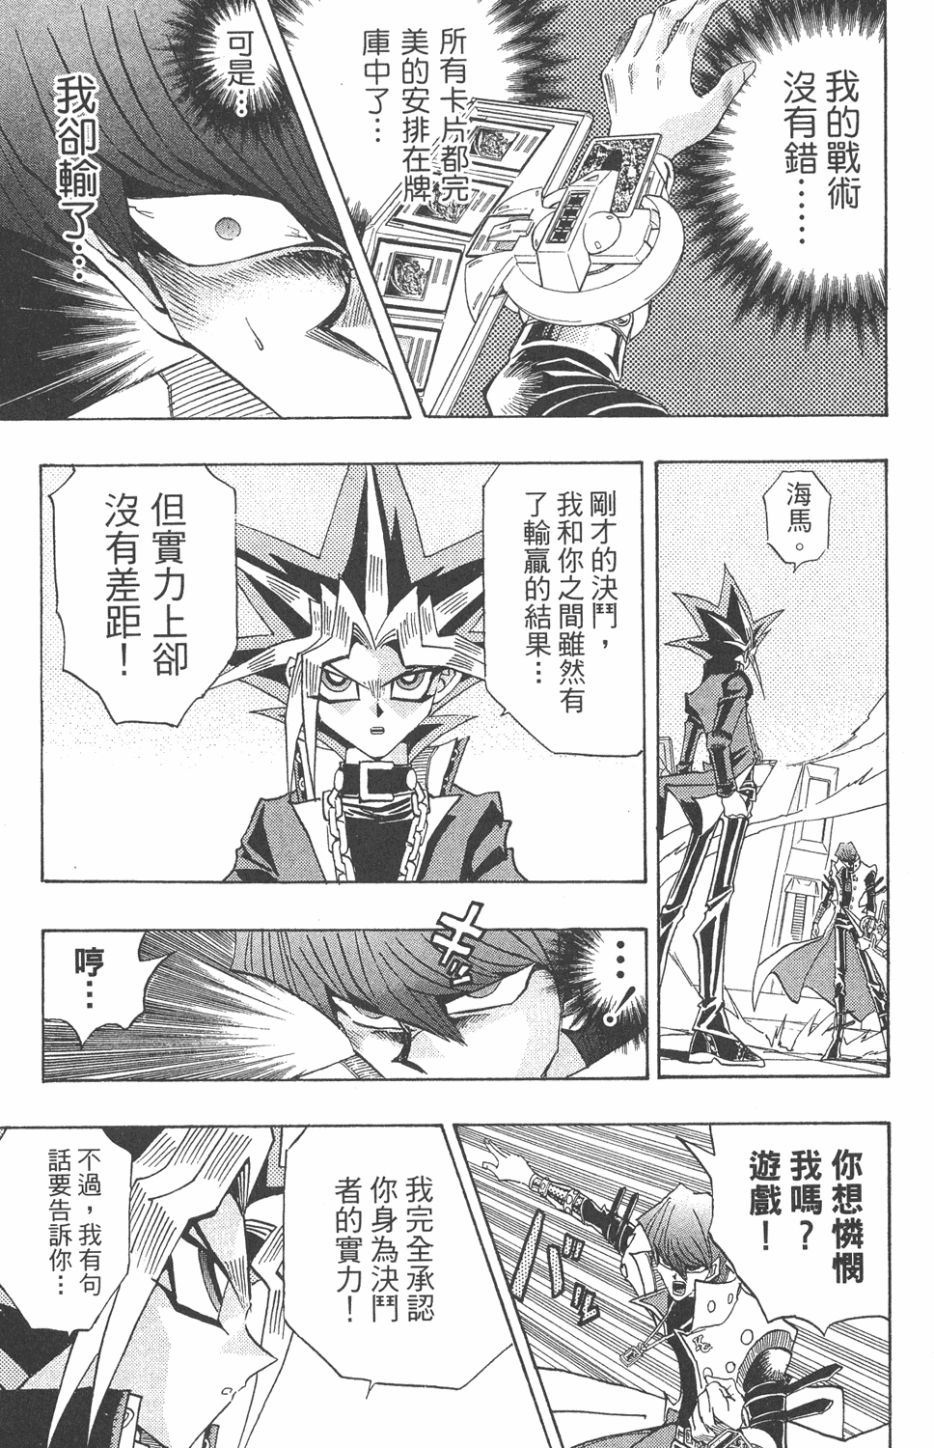 我的戰術
沒有錯……
所有卡片都完
美的安排在牌
庫中了…
可是…
我卻輸了…
海馬。
剛才的決鬥，
我和你之間雖然有
了輸贏的結果…
但實力上卻
沒有差距！
…！
哼…
你想憐憫
我嗎？
遊戲！
我完全承認
你身為決鬥
者的實力！
不過，我有句
話要告訴你…